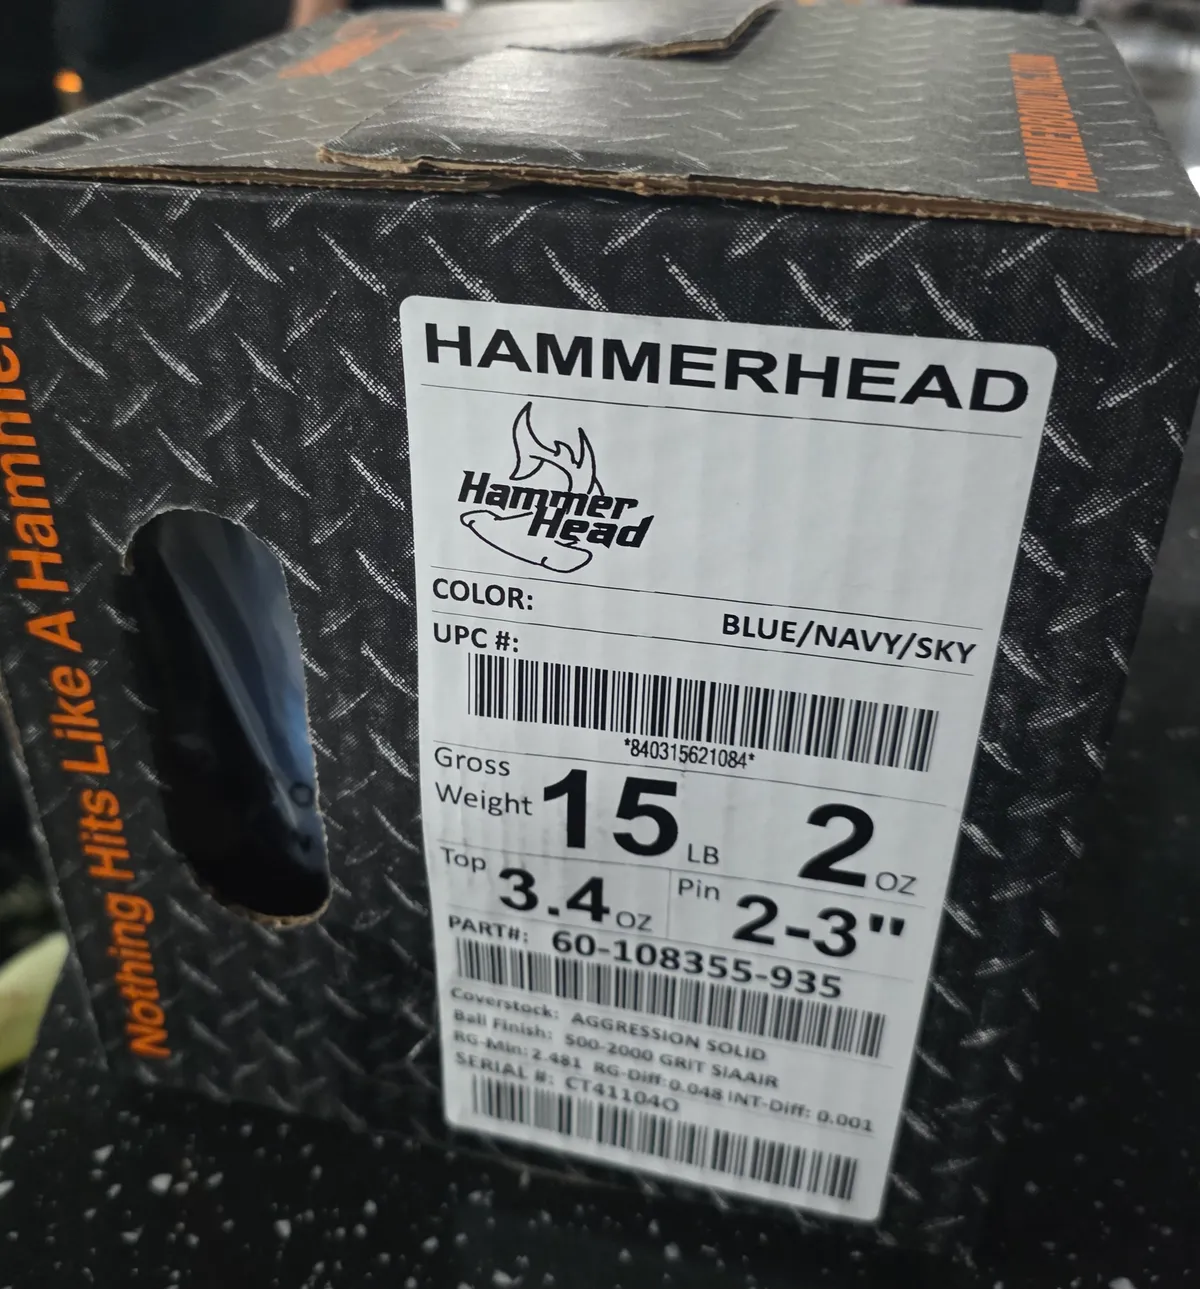 HAMMERBOWLING.COM
Nothing Hits Like A Hammer
HAMMERHEAD
Hammer
Head
COLOR: BLUE/NAVY/SKY
UPC #:
*840315621084*
Gross Weight 15 LB 2 OZ
Top 3.4 OZ Pin 2-3"
PART#: 60-108355-935
Coverstock: AGGRESSION SOLID
Ball Finish: 500-2000 GRIT SIAAIR
RG-Min: 2.481 RG-Diff: 0.048 INT-Diff: 0.001
SERIAL #: CT41104O